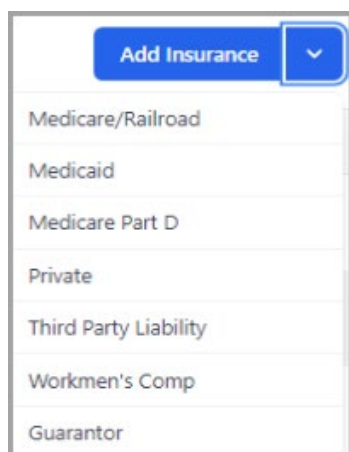 Add Insurance
Medicare/Railroad
Medicaid
Medicare Part D
Private
Third Party Liability
Workmen's Comp
Guarantor